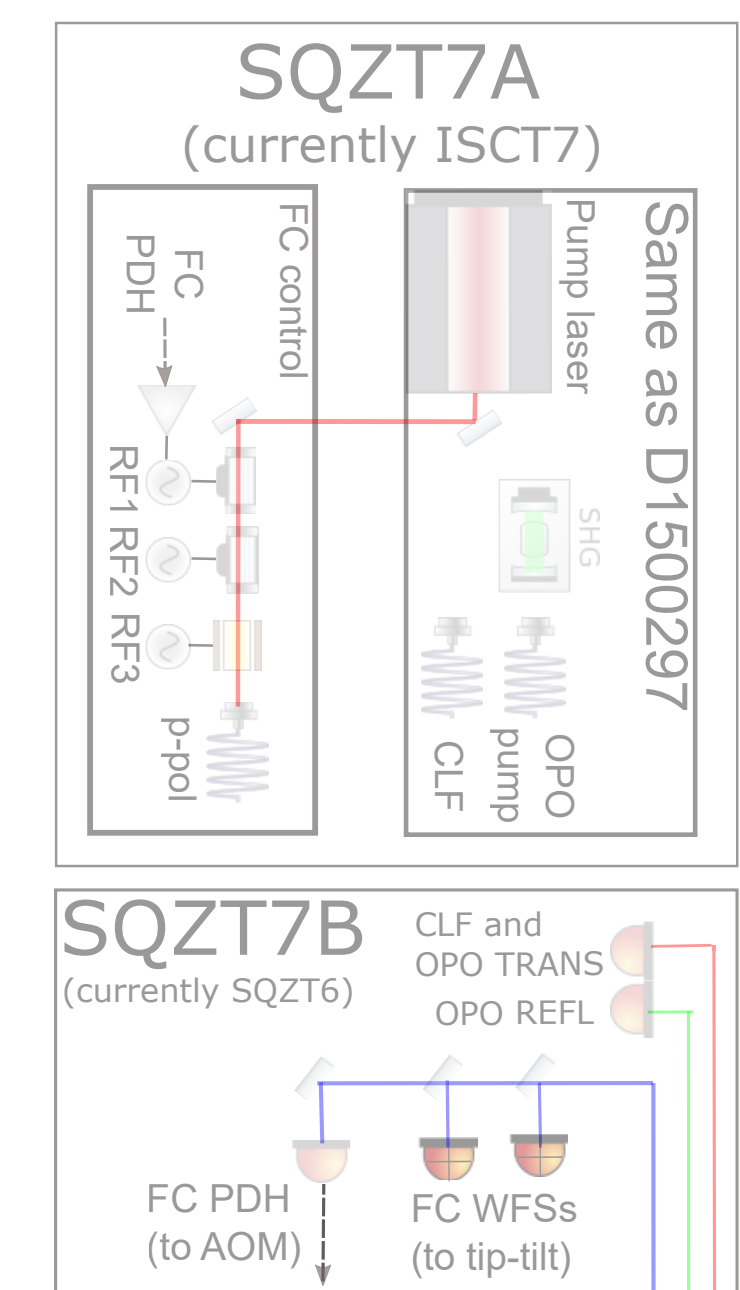 SQZT7A
(currently ISCT7)
FC control
FC
PDH
RF1
RF2
RF3
p-pol
Same as D1500297
Pump laser
SHG
OPO
pump
CLF
SQZT7B
(currently SQZT6)
CLF and
OPO TRANS
OPO REFL
FC PDH
(to AOM)
FC WFSs
(to tip-tilt)